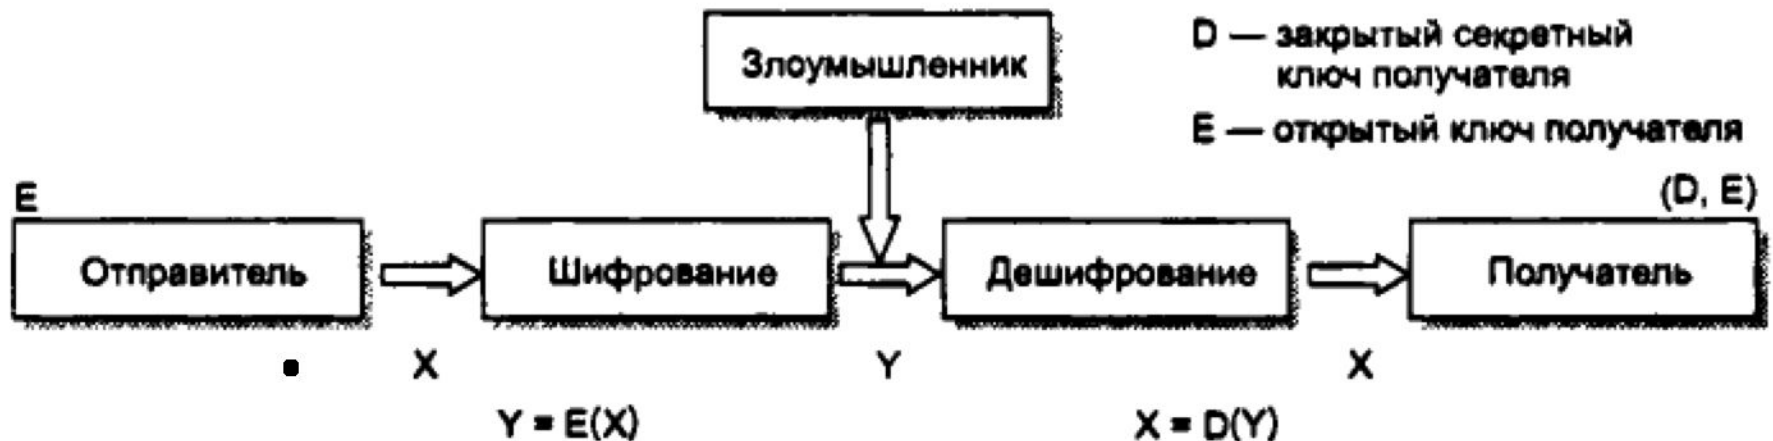 Злоумышленник
D — закрытый секретный
ключ получателя
E — открытый ключ получателя
E
(D, E)
Отправитель
Шифрование
Дешифрование
Получатель
X
Y
X
Y = E(X)
X = D(Y)